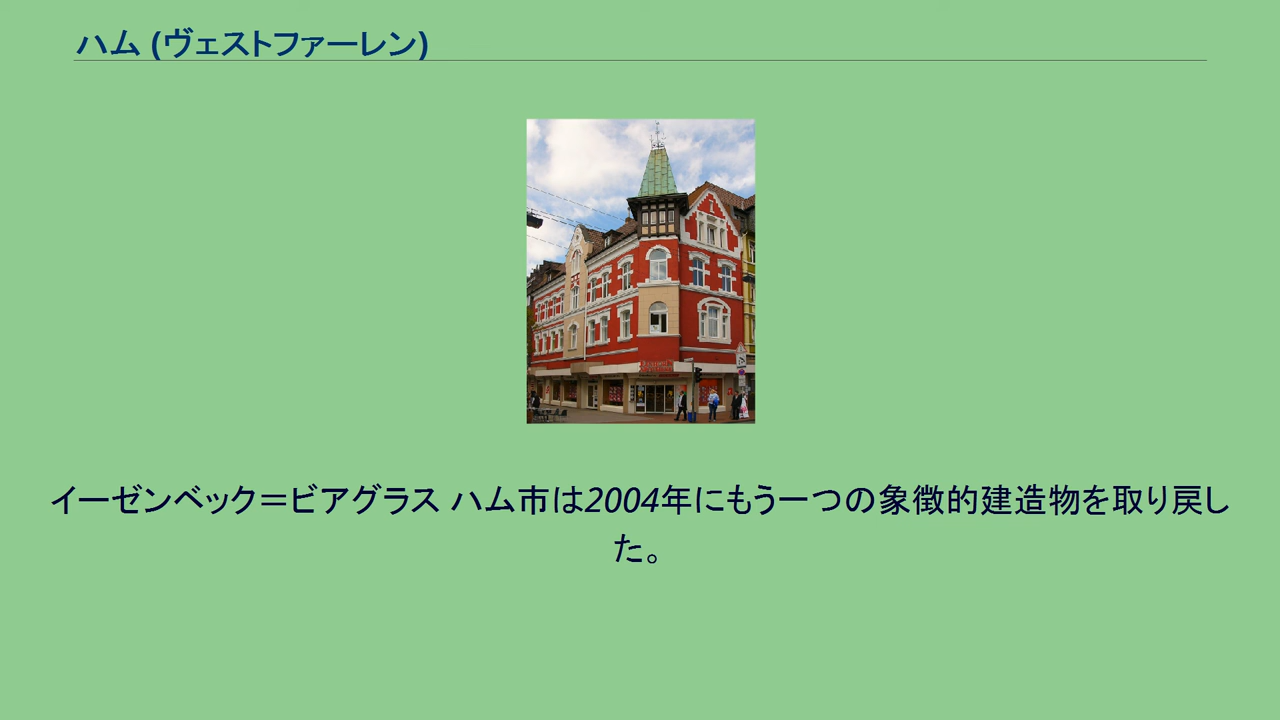 ハム (ヴェストファーレン)
イーゼンベック＝ビアグラス ハム市は2004年にもう一つの象徴的建造物を取り戻し
た。